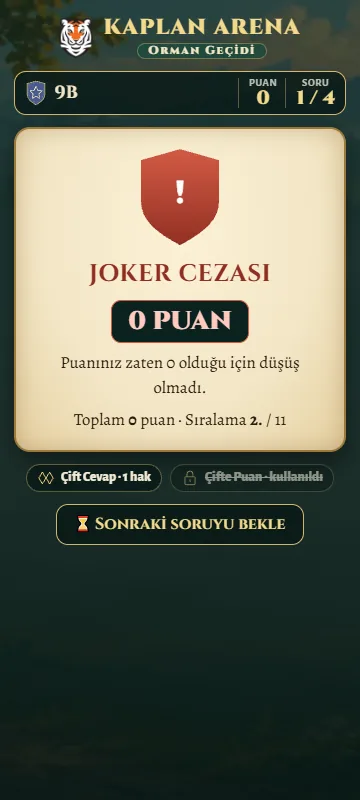 KAPLAN ARENA
Orman Geçidi
9B
PUAN
0
SORU
1 / 4
!
JOKER CEZASI
0 PUAN
Puanınız zaten 0 olduğu için düşüş
olmadı.
Toplam 0 puan · Sıralama 2. / 11
Çift Cevap · 1 hak
Çifte Puan · kullanıldı
Sonraki soruyu bekle